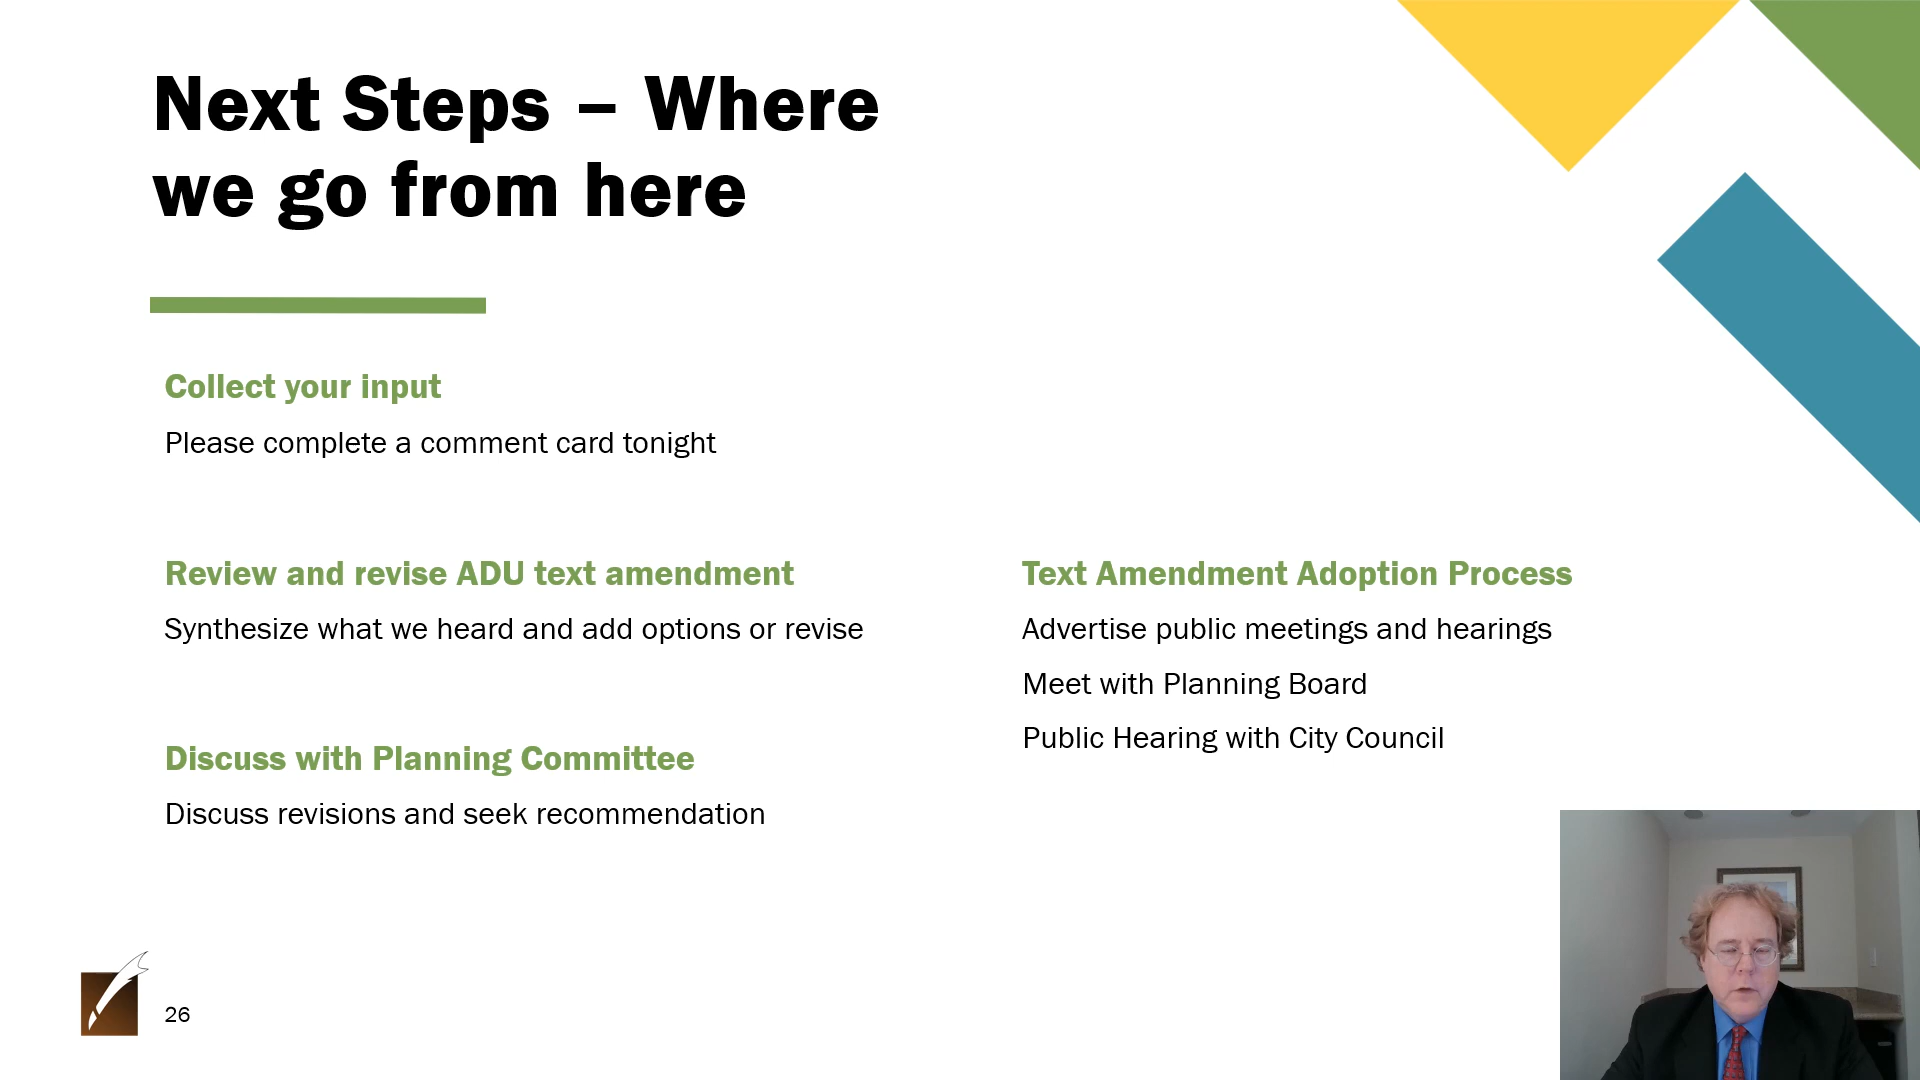 Next Steps – Where
we go from here
Collect your input
Please complete a comment card tonight
Review and revise ADU text amendment
Synthesize what we heard and add options or revise
Discuss with Planning Committee
Discuss revisions and seek recommendation
Text Amendment Adoption Process
Advertise public meetings and hearings
Meet with Planning Board
Public Hearing with City Council
26